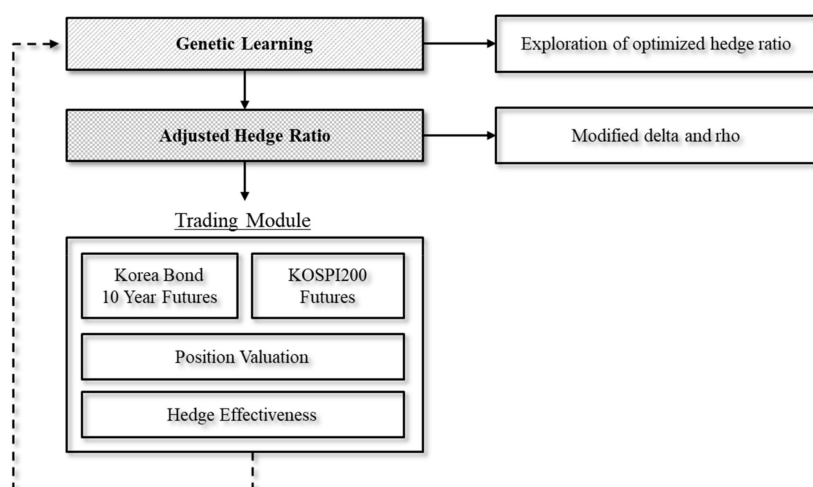 Genetic Learning
Exploration of optimized hedge ratio
Adjusted Hedge Ratio
Modified delta and rho
Trading Module
Korea Bond
10 Year Futures
KOSPI200
Futures
Position Valuation
Hedge Effectiveness